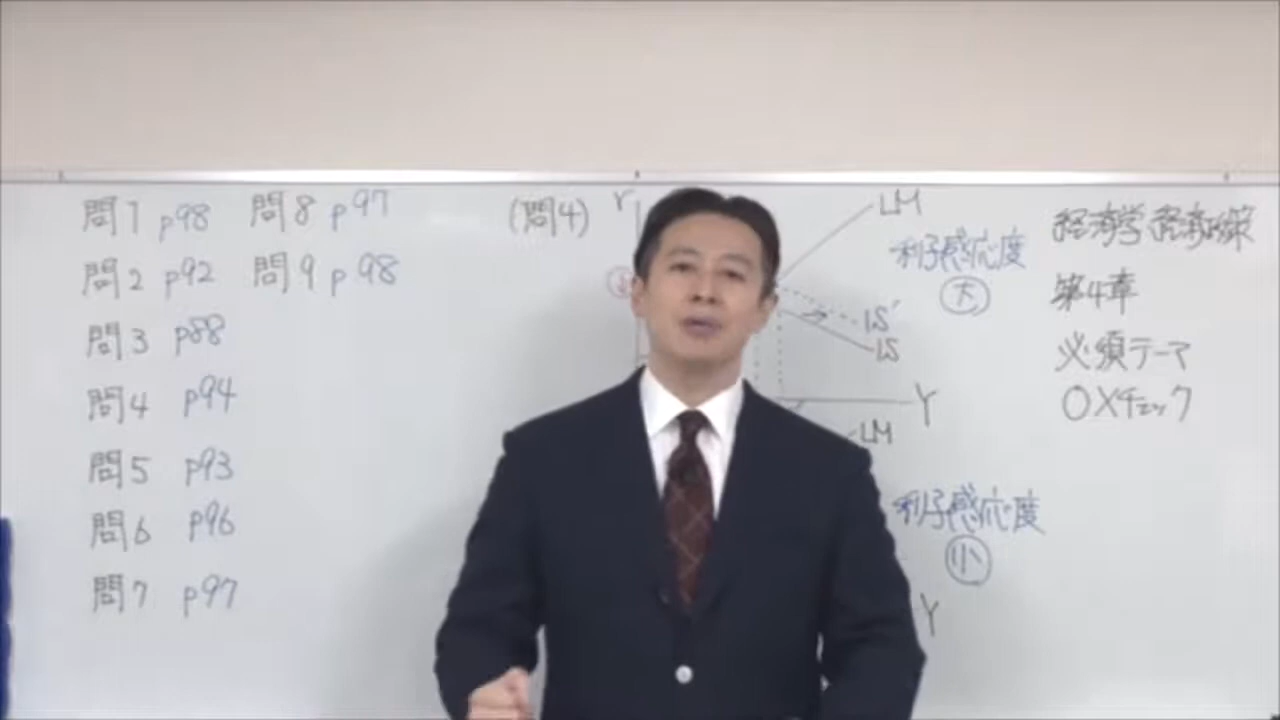 問1 p98
問2 p92
問3 p88
問4 p94
問5 p93
問6 p96
問7 p97
問8 p97
問9 p98
(問4)
r
LM
利子感応度
大
IS'
IS
Y
LM
利子感応度
小
Y
経済学・経済政策
第4章
必須テーマ
〇×チェック